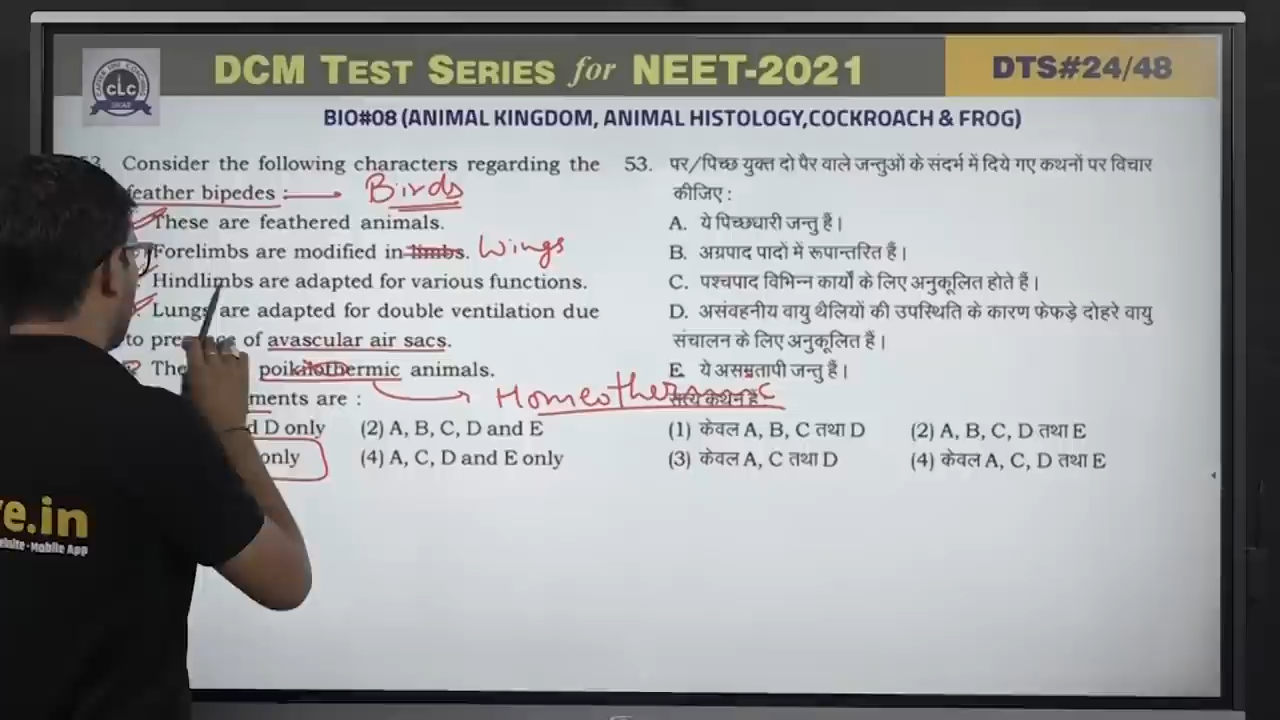 DCM TEST SERIES for NEET-2021
DTS#24/48
CLC
BIO#08 (ANIMAL KINGDOM, ANIMAL HISTOLOGY,COCKROACH & FROG)
53. Consider the following characters regarding the
feather bipedes : Birds
These are feathered animals.
Forelimbs are modified in limbs. Wings
Hindlimbs are adapted for various functions.
Lungs are adapted for double ventilation due
to of avascular air sacs.
poikilothermic animals.
Homeothermic
are :
D only (2) A, B, C, D and E
only (4) A, C, D and E only
53. पर/पिच्छ युक्त दो पैर वाले जन्तुओं के संदर्भ में दिये गए कथनों पर विचार
कीजिए :
A. ये पिच्छधारी जन्तु हैं।
B. अग्रपाद पादों में रूपान्तरित हैं।
C. पश्चपाद विभिन्न कार्यों के लिए अनुकूलित होते हैं।
D. असंवहनीय वायु थैलियों की उपस्थिति के कारण फेफड़े दोहरे वायु
संचालन के लिए अनुकूलित हैं।
E. ये असमतापी जन्तु हैं।
सत्य कथन हैं
(1) केवल A, B, C तथा D (2) A, B, C, D तथा E
(3) केवल A, C तथा D (4) केवल A, C, D तथा E
e.in
Mobile App